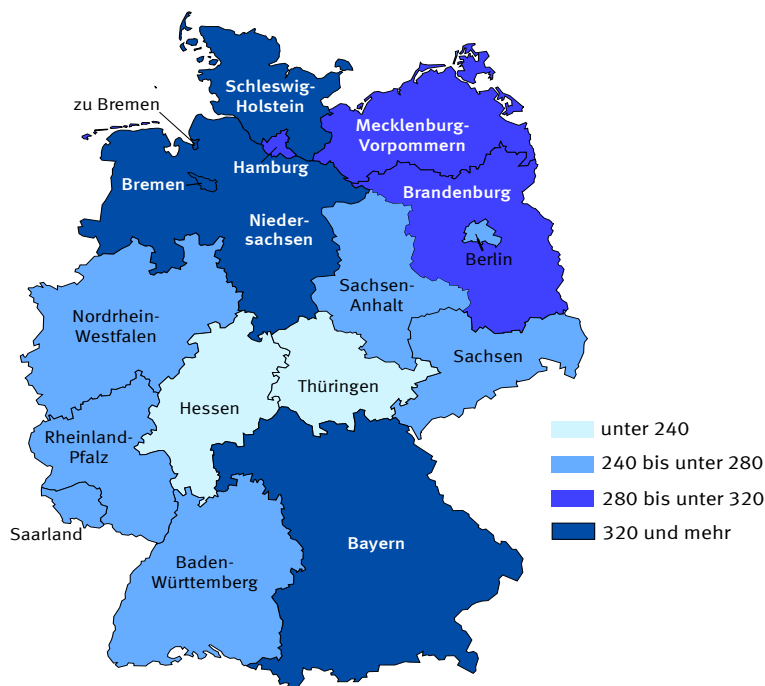 Schleswig-
Holstein
zu Bremen
Mecklenburg-
Vorpommern
Hamburg
Bremen
Brandenburg
Nieder-
sachsen
Berlin
Sachsen-
Anhalt
Nordrhein-
Westfalen
Sachsen
Thüringen
Hessen
Rheinland-
Pfalz
Saarland
Bayern
Baden-
Württemberg
unter 240
240 bis unter 280
280 bis unter 320
320 und mehr